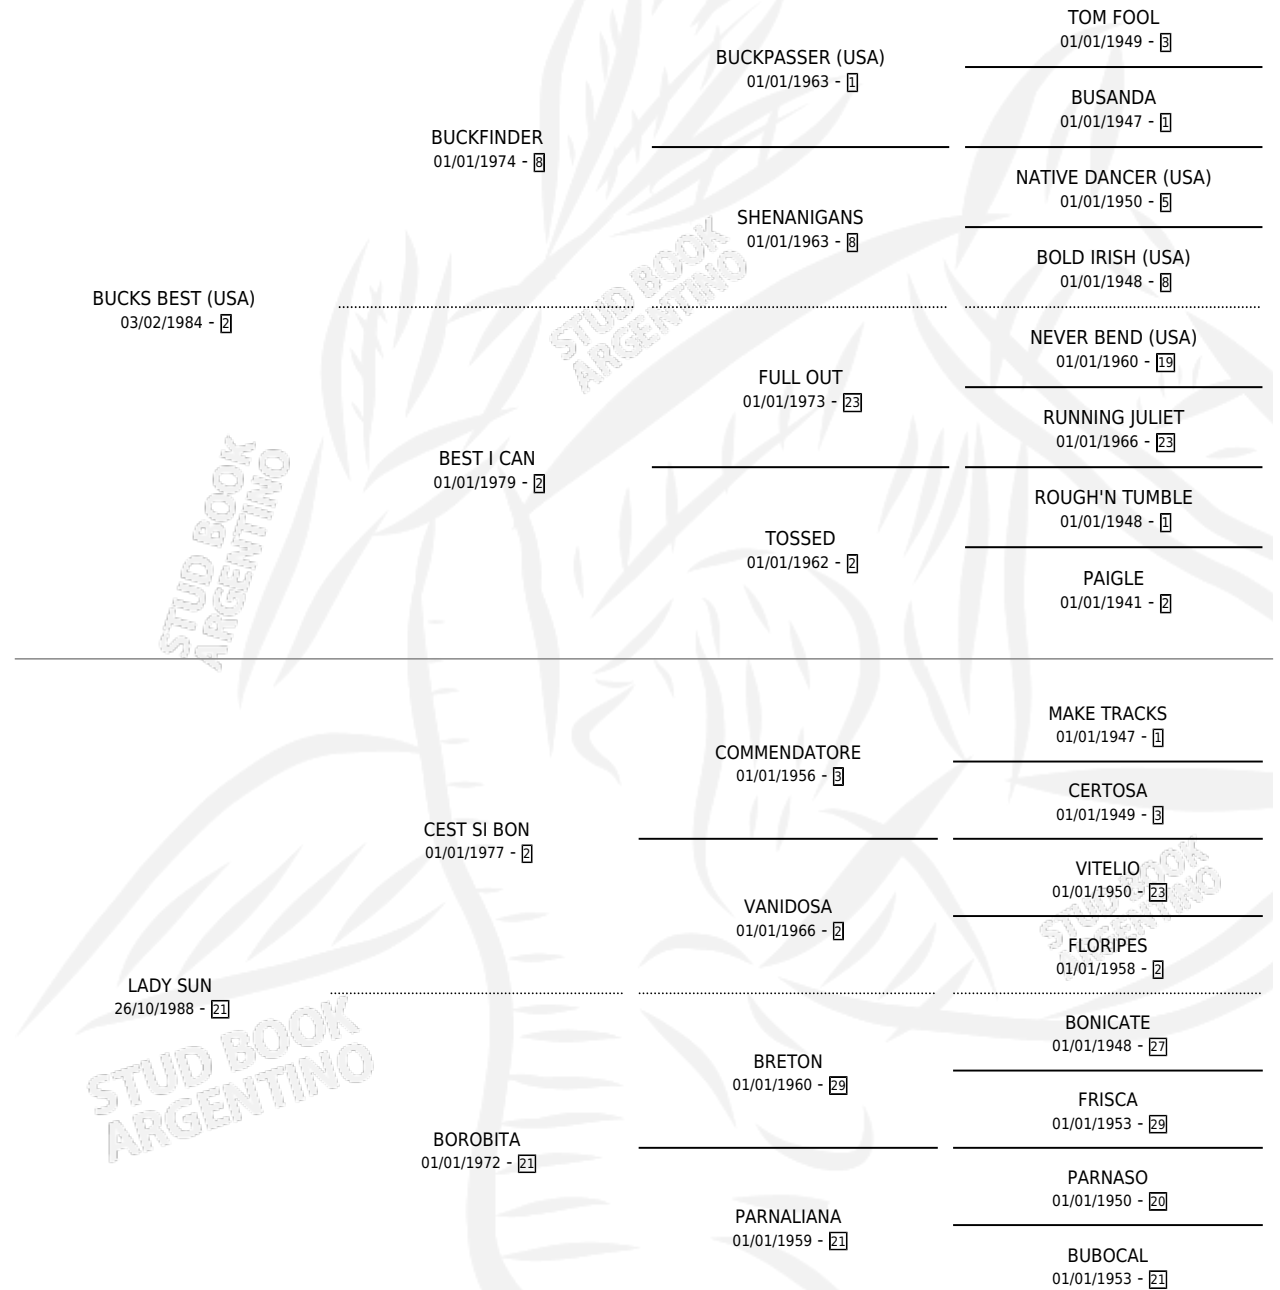 TOM FOOL
01/01/1949 - 3
BUCKPASSER (USA)
01/01/1963 - 1
BUSANDA
01/01/1947 - 1
BUCKFINDER
01/01/1974 - 8
NATIVE DANCER (USA)
01/01/1950 - 5
SHENANIGANS
01/01/1963 - 8
BOLD IRISH (USA)
01/01/1948 - 8
BUCKS BEST (USA)
03/02/1984 - 2
NEVER BEND (USA)
01/01/1960 - 19
FULL OUT
01/01/1973 - 23
RUNNING JULIET
01/01/1966 - 23
BEST I CAN
01/01/1979 - 2
ROUGH'N TUMBLE
01/01/1948 - 1
TOSSED
01/01/1962 - 2
PAIGLE
01/01/1941 - 2
MAKE TRACKS
01/01/1947 - 1
COMMENDATORE
01/01/1956 - 3
CERTOSA
01/01/1949 - 3
CEST SI BON
01/01/1977 - 2
VITELIO
01/01/1950 - 23
VANIDOSA
01/01/1966 - 2
FLORIPES
01/01/1958 - 2
LADY SUN
26/10/1988 - 21
BONICATE
01/01/1948 - 27
BRETON
01/01/1960 - 29
FRISCA
01/01/1953 - 29
BOROBITA
01/01/1972 - 21
PARNASO
01/01/1950 - 20
PARNALIANA
01/01/1959 - 21
BUBOCAL
01/01/1953 - 21
STUD BOOK
ARGENTINO
STUD BOOK
ARGENTINO
STUD BOOK
ARGENTINO
STUD BOOK
ARGENTINO